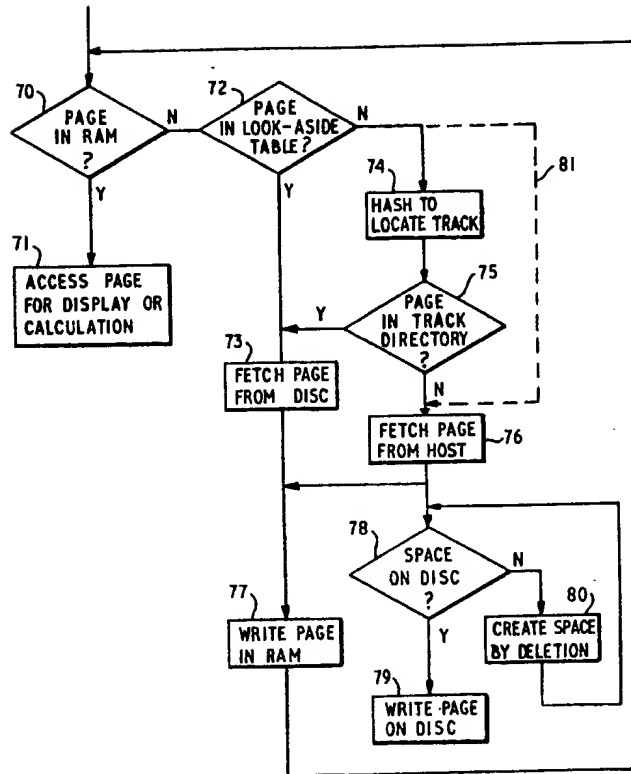 70
PAGE
IN RAM
?
N
Y
72
PAGE
IN LOOK-ASIDE
TABLE?
N
Y
81
71
ACCESS PAGE
FOR DISPLAY OR
CALCULATION
74
HASH TO
LOCATE TRACK
75
PAGE
IN TRACK
DIRECTORY
?
Y
N
73
FETCH PAGE
FROM DISC
FETCH PAGE
FROM HOST
76
78
SPACE
ON DISC
?
N
Y
77
WRITE PAGE
IN RAM
80
CREATE SPACE
BY DELETION
79
WRITE PAGE
ON DISC